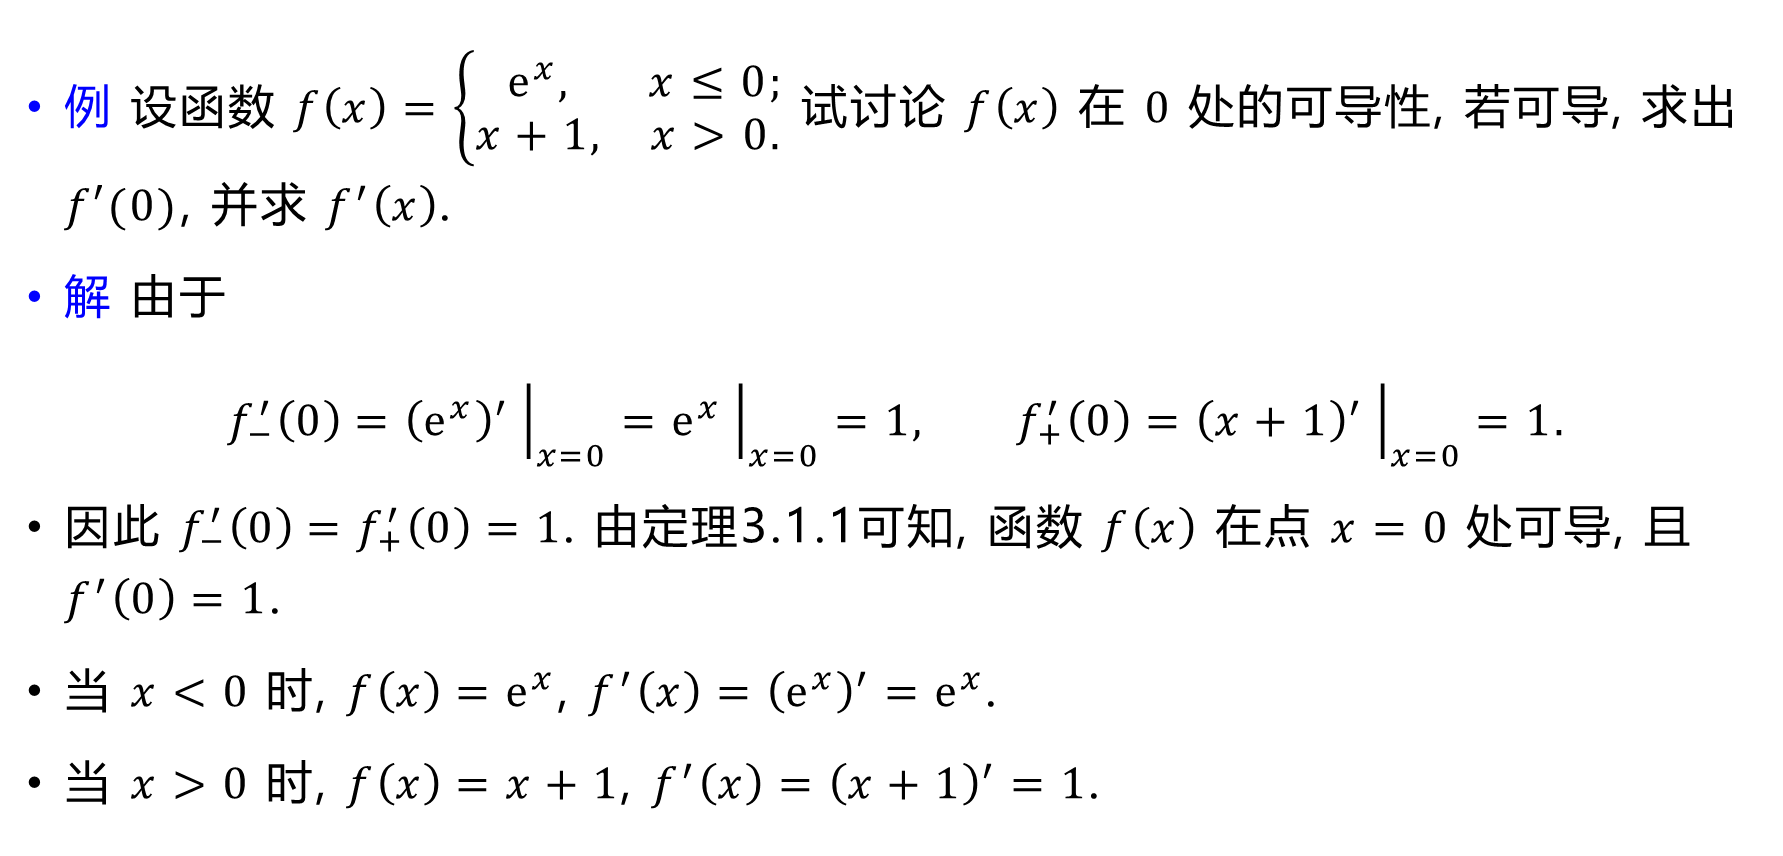 • 例 设函数 f(x) = { eˣ, x ≤ 0; x + 1, x > 0. 试讨论 f(x) 在 0 处的可导性, 若可导, 求出
f′(0), 并求 f′(x).
• 解 由于
f′₋(0) = (eˣ)′ |ₓ₌₀ = eˣ |ₓ₌₀ = 1, f′₊(0) = (x + 1)′ |ₓ₌₀ = 1.
• 因此 f′₋(0) = f′₊(0) = 1. 由定理3.1.1可知, 函数 f(x) 在点 x = 0 处可导, 且
f′(0) = 1.
• 当 x < 0 时, f(x) = eˣ, f′(x) = (eˣ)′ = eˣ.
• 当 x > 0 时, f(x) = x + 1, f′(x) = (x + 1)′ = 1.